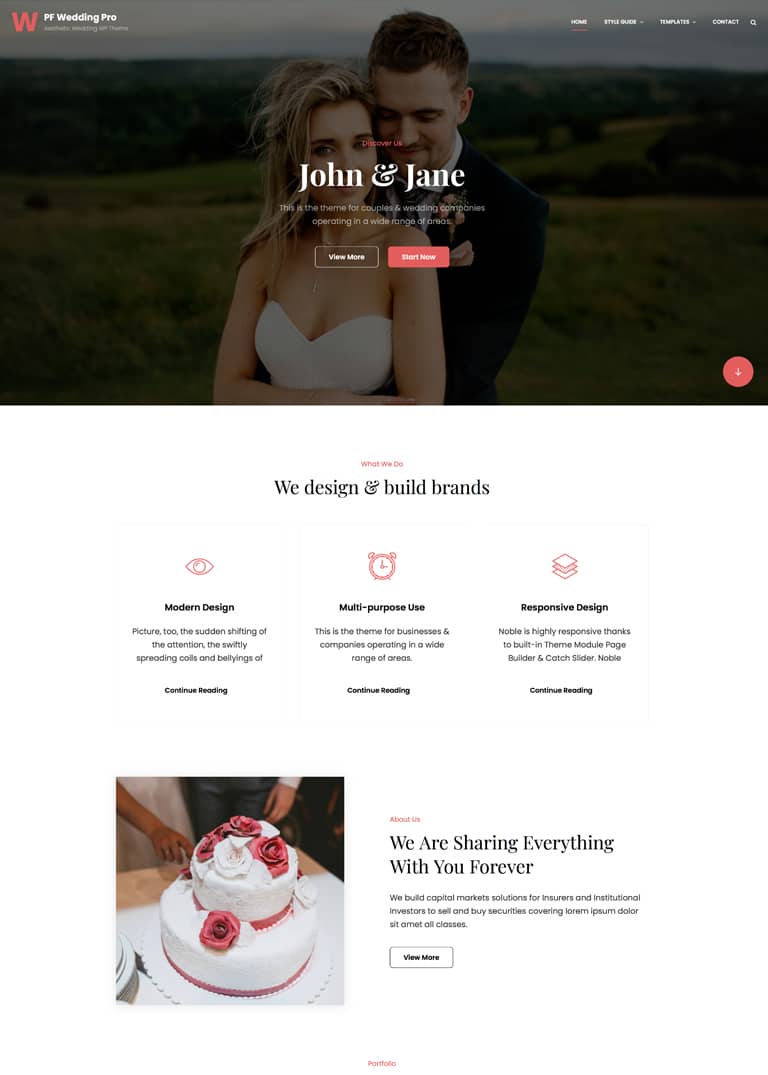 W
PF Wedding Pro
Aesthetic Wedding WP Theme
HOME STYLE GUIDE TEMPLATES CONTACT
Discover Us
John & Jane
This is the theme for couples & wedding companies
operating in a wide range of areas.
View More Start Now
What We Do
We design & build brands
Modern Design
Picture, too, the sudden shifting of
the attention, the swiftly
spreading coils and bellyings of
Continue Reading
Multi-purpose Use
This is the theme for businesses &
companies operating in a wide
range of areas.
Continue Reading
Responsive Design
Noble is highly responsive thanks
to built-in Theme Module Page
Builder & Catch Slider. Noble
Continue Reading
About Us
We Are Sharing Everything
With You Forever
We build capital markets solutions for Insurers and Institutional
Investors to sell and buy securities covering lorem ipsum dolor
sit amet all classes.
View More
Portfolio